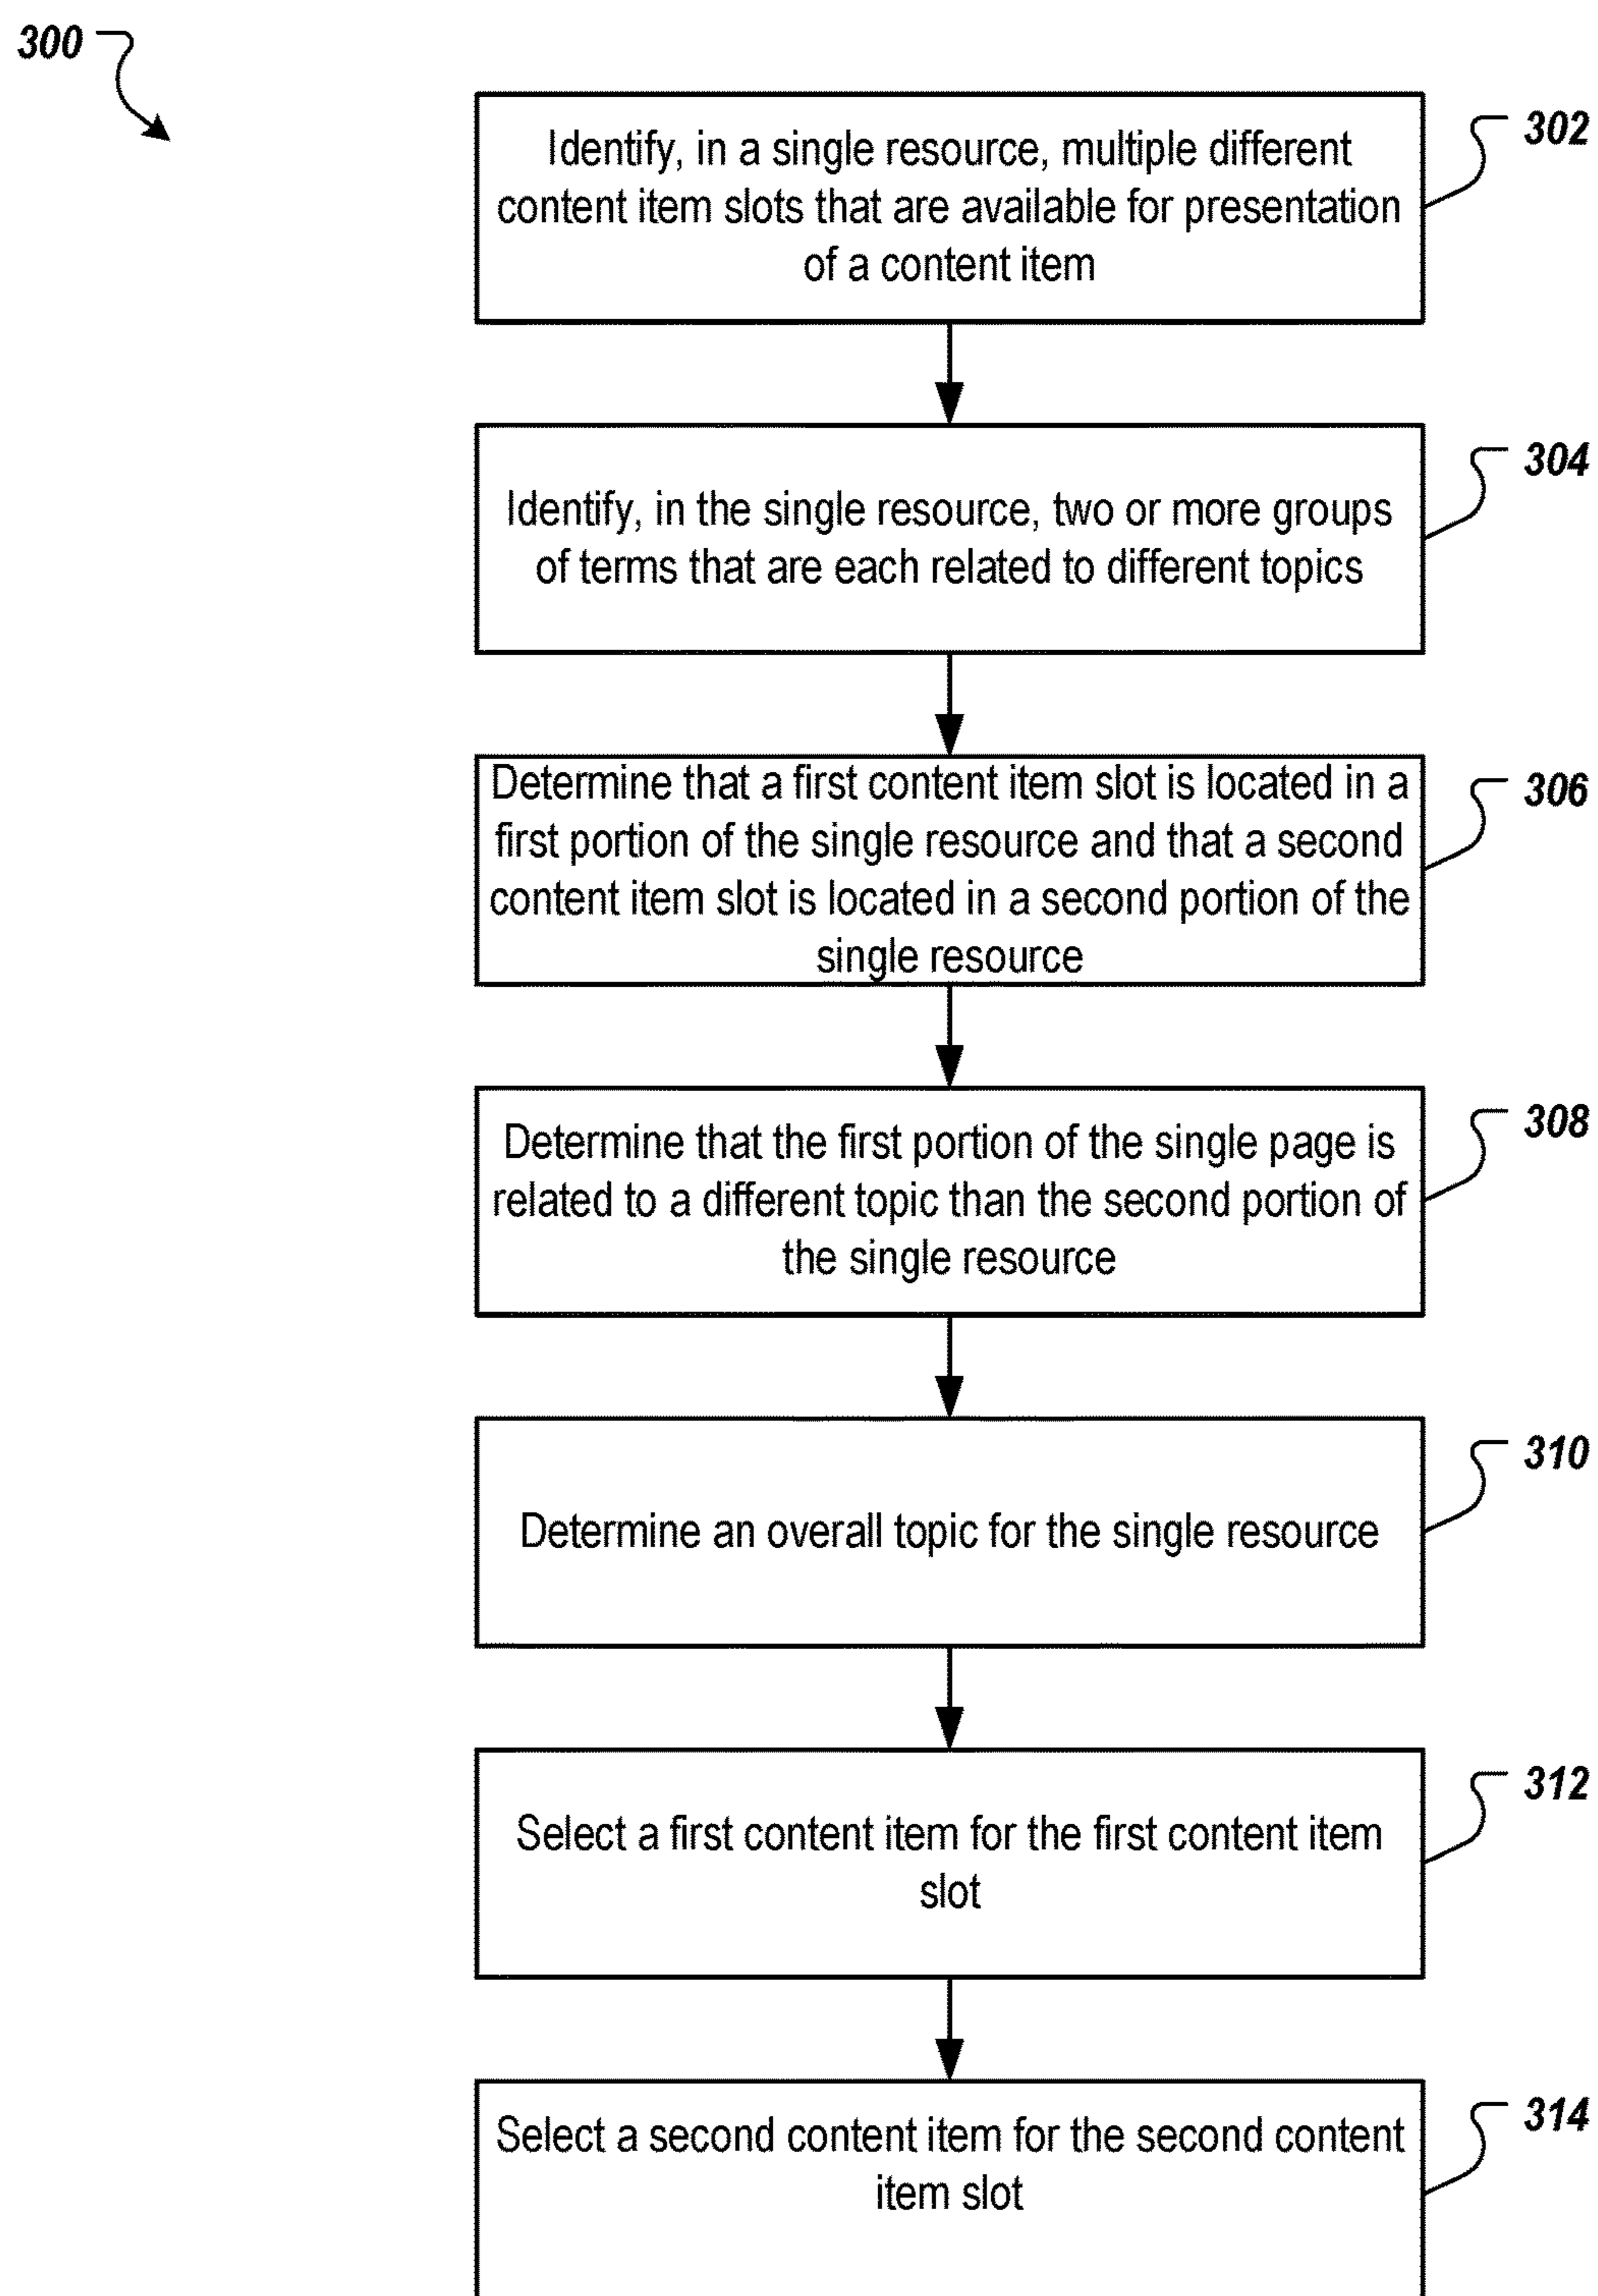 300
Identify, in a single resource, multiple different
content item slots that are available for presentation
of a content item
302
Identify, in the single resource, two or more groups
of terms that are each related to different topics
304
Determine that a first content item slot is located in a
first portion of the single resource and that a second
content item slot is located in a second portion of the
single resource
306
Determine that the first portion of the single page is
related to a different topic than the second portion of
the single resource
308
Determine an overall topic for the single resource
310
Select a first content item for the first content item
slot
312
Select a second content item for the second content
item slot
314